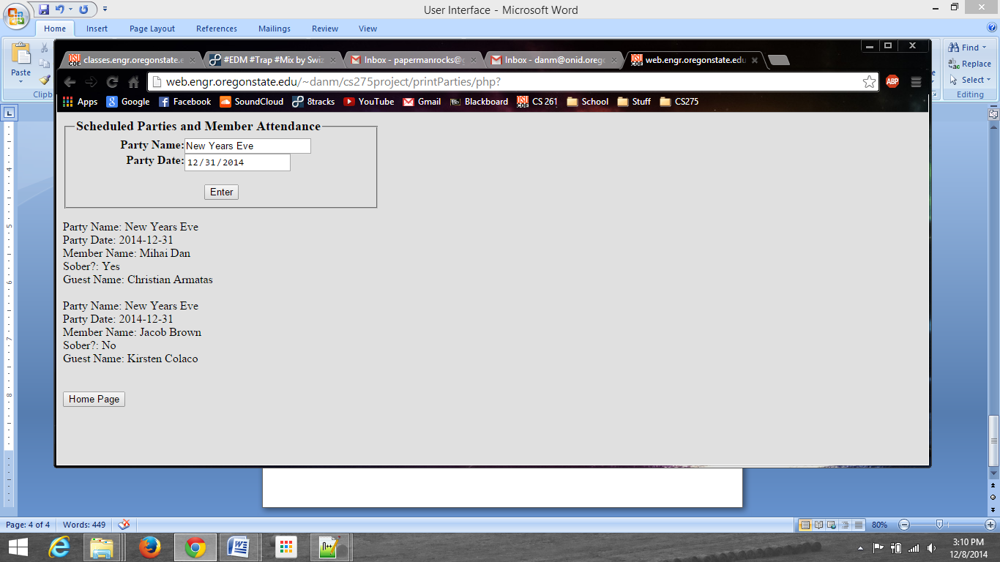 User Interface - Microsoft Word
Home Insert Page Layout References Mailings Review View
Paste
Clipb
Find
Replace
Select
Editing
classes.engr.oregonstate.e #EDM #Trap #Mix by Swiz Inbox - papermanrocks@g Inbox - danm@onid.orego web.engr.oregonstate.edu
web.engr.oregonstate.edu/~danm/cs275project/printParties/php?
ABP
Apps Google Facebook SoundCloud 8tracks YouTube Gmail Blackboard CS 261 School Stuff CS275
Scheduled Parties and Member Attendance
Party Name: New Years Eve
Party Date: 12/31/2014
Enter
Party Name: New Years Eve
Party Date: 2014-12-31
Member Name: Mihai Dan
Sober?: Yes
Guest Name: Christian Armatas
Party Name: New Years Eve
Party Date: 2014-12-31
Member Name: Jacob Brown
Sober?: No
Guest Name: Kirsten Colaco
Home Page
Page: 4 of 4 Words: 449 80%
3:10 PM
12/8/2014